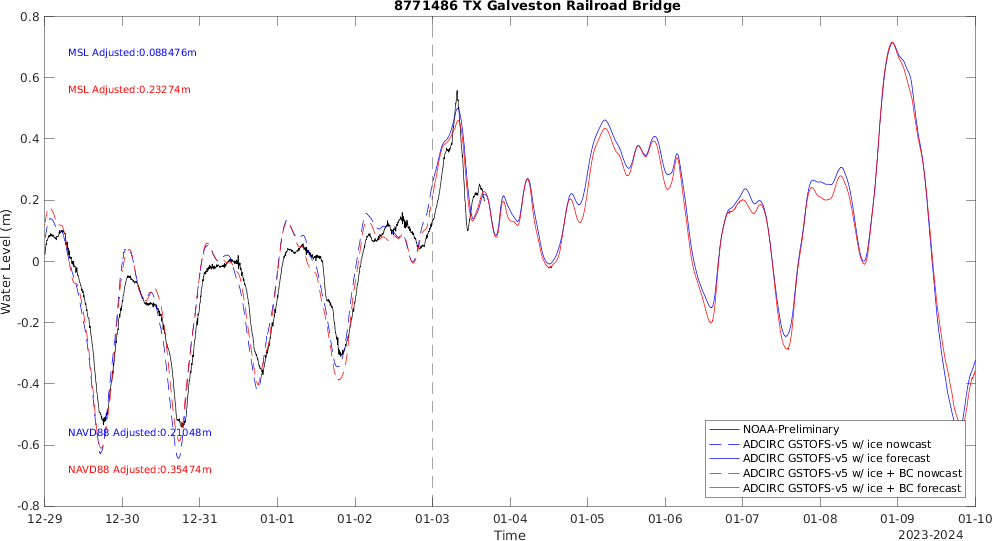 8771486 TX Galveston Railroad Bridge
0.8
0.6
0.4
0.2
0
-0.2
-0.4
-0.6
-0.8
Water Level (m)
MSL Adjusted:0.088476m
MSL Adjusted:0.23274m
NAVD88 Adjusted:0.21048m
NAVD88 Adjusted:0.35474m
NOAA-Preliminary
ADCIRC GSTOFS-v5 w/ ice nowcast
ADCIRC GSTOFS-v5 w/ ice forecast
ADCIRC GSTOFS-v5 w/ ice + BC nowcast
ADCIRC GSTOFS-v5 w/ ice + BC forecast
12-29 12-30 12-31 01-01 01-02 01-03 01-04 01-05 01-06 01-07 01-08 01-09 01-10
Time
2023-2024